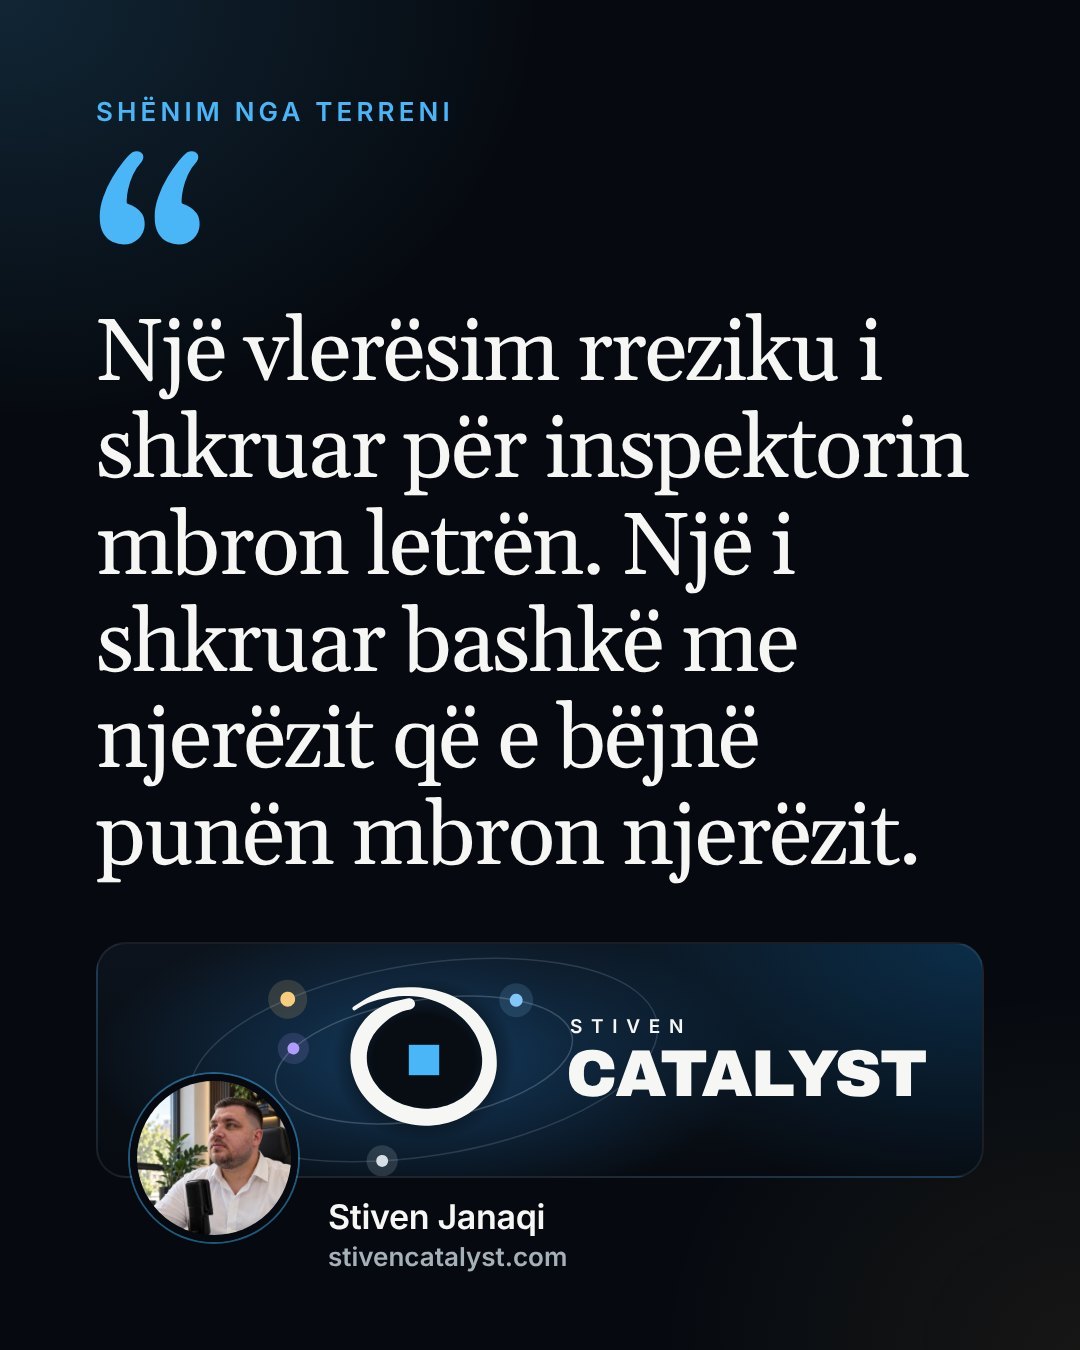 SHËNIM NGA TERRENI
“
Një vlerësim rreziku i
shkruar për inspektorin
mbron letrën. Një i
shkruar bashkë me
njerëzit që e bëjnë
punën mbron njerëzit.
STIVEN
CATALYST
Stiven Janaqi
stivencatalyst.com